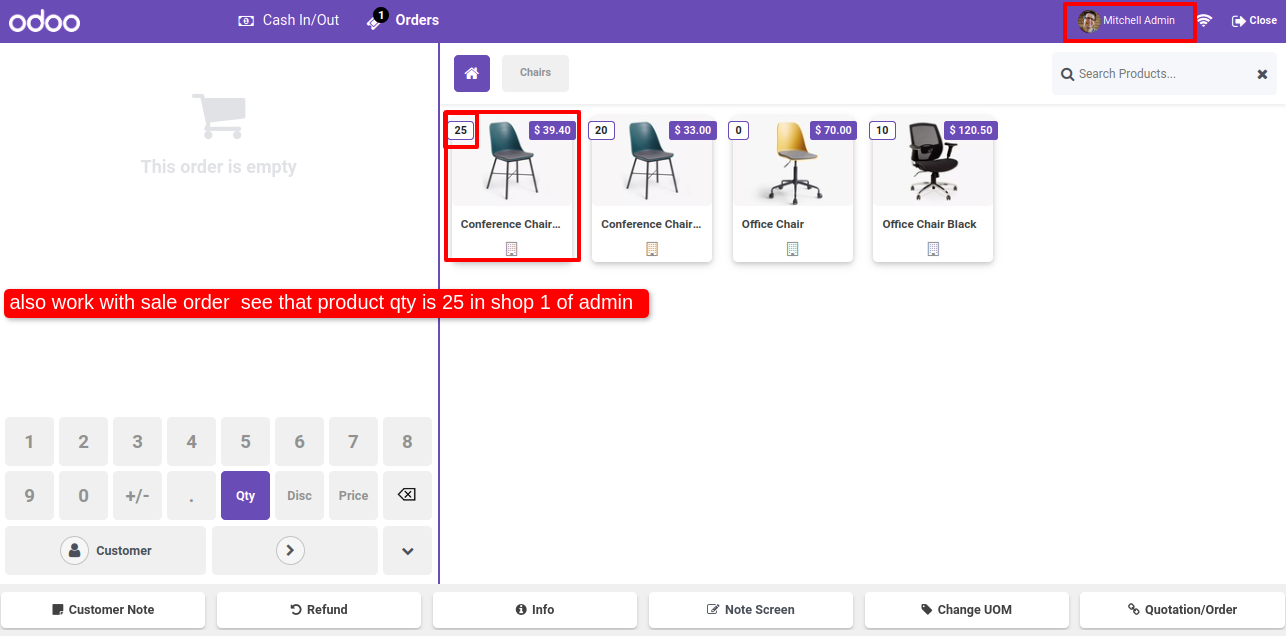 odoo
Cash In/Out
1
Orders
Mitchell Admin
Close
Chairs
Search Products...
This order is empty
25
$ 39.40
Conference Chair...
20
$ 33.00
Conference Chair...
0
$ 70.00
Office Chair
10
$ 120.50
Office Chair Black
also work with sale order  see that product qty is 25 in shop 1 of admin
1 2 3 4 5 6 7 8
9 0 +/- . Qty Disc Price
Customer
Customer Note
Refund
Info
Note Screen
Change UOM
Quotation/Order